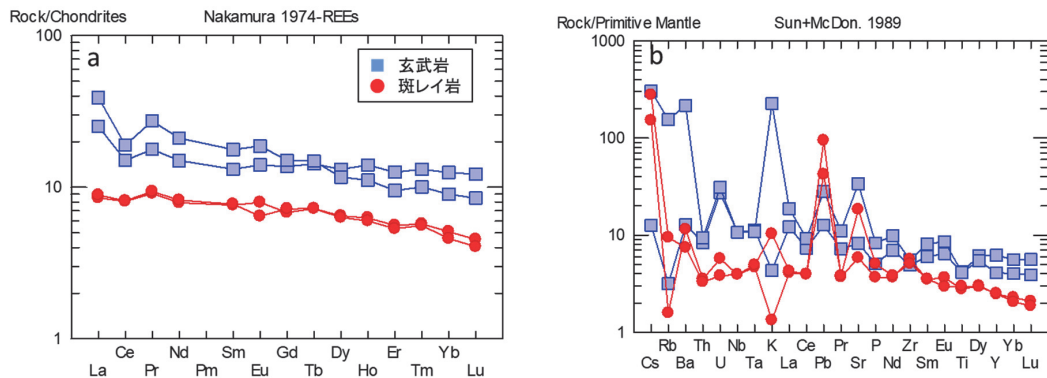 Rock/Chondrites Nakamura 1974-REEs
100
a
玄武岩
斑レイ岩
10
1
Ce Nd Sm Gd Dy Er Yb
La Pr Pm Eu Tb Ho Tm Lu
Rock/Primitive Mantle Sun+McDon. 1989
1000
b
100
10
1
Rb Th Nb K Ce Pr P Zr Eu Dy Yb
Cs Ba U Ta La Pb Sr Nd Sm Ti Y Lu